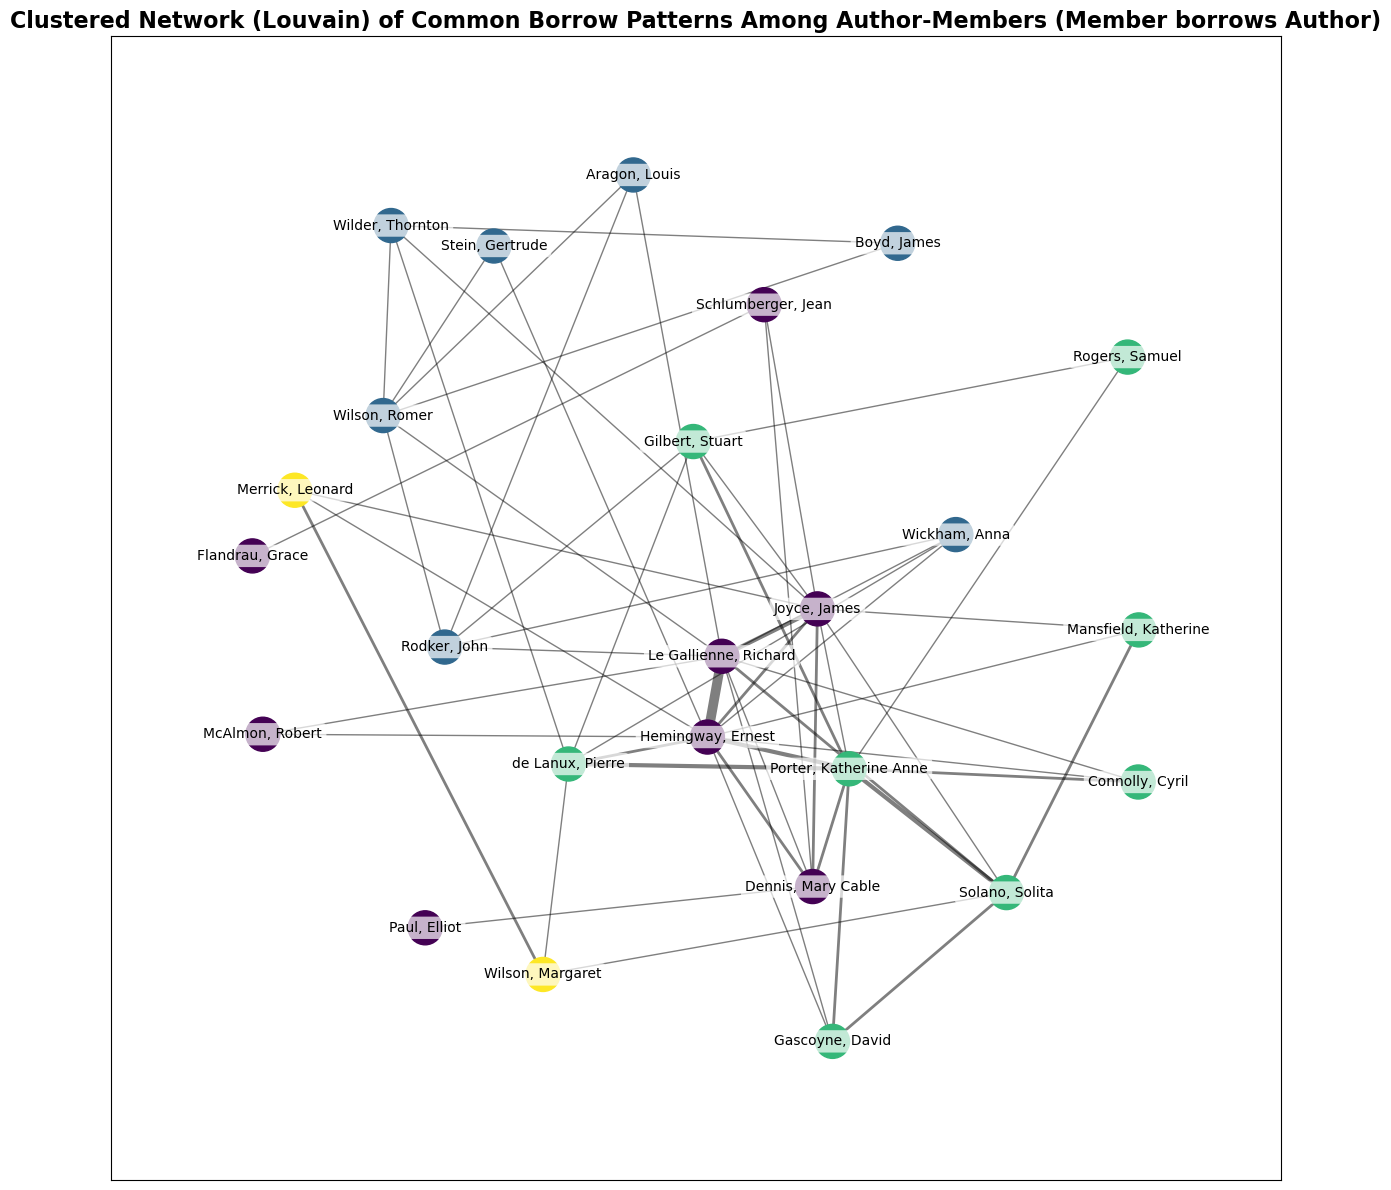 Clustered Network (Louvain) of Common Borrow Patterns Among Author-Members (Member borrows Author)
Aragon, Louis
Wilder, Thornton
Stein, Gertrude
Boyd, James
Schlumberger, Jean
Rogers, Samuel
Wilson, Romer
Gilbert, Stuart
Merrick, Leonard
Wickham, Anna
Flandrau, Grace
Joyce, James
Mansfield, Katherine
Rodker, John
Le Gallienne, Richard
McAlmon, Robert
Hemingway, Ernest
de Lanux, Pierre
Porter, Katherine Anne
Connolly, Cyril
Dennis, Mary Cable
Solano, Solita
Paul, Elliot
Wilson, Margaret
Gascoyne, David